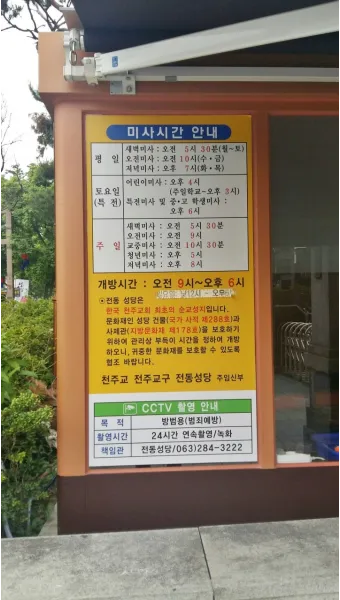 미사시간 안내
평 일
새벽미사 : 오전 5시 30분(월~토)
오전미사 : 오전 10시(수·금)
저녁미사 : 오후 7시(화·목)
토요일
(특 전)
어린이미사 : 오후 4시
(주일학교-오후 3시)
특전미사 및 중·고 학생미사 :
오후 6시
주 일
새벽미사 : 오전 5시 30분
오전미사 : 오전 9시
교중미사 : 오전 10시 30분
청년미사 : 오후 5시
저녁미사 : 오후 8시
개방시간 : 오전 9시~오후 6시
•전동 성당은
한국 천주교회 최초의 순교성지입니다.
문화재인 성당 건물(국가 사적 제288호)과
사제관(지방문화재 제178호)을 보호하기
위하여 관리상 부득이 시간을 정하여 개방
하오니, 귀중한 문화재를 보호할 수 있도록
협조 바랍니다.
천주교 전주교구 전동성당 주임신부
CCTV 촬영 안내
목 적 방범용(범죄예방)
촬영시간 24시간 연속촬영/녹화
책임관 전동성당/063)284-3222